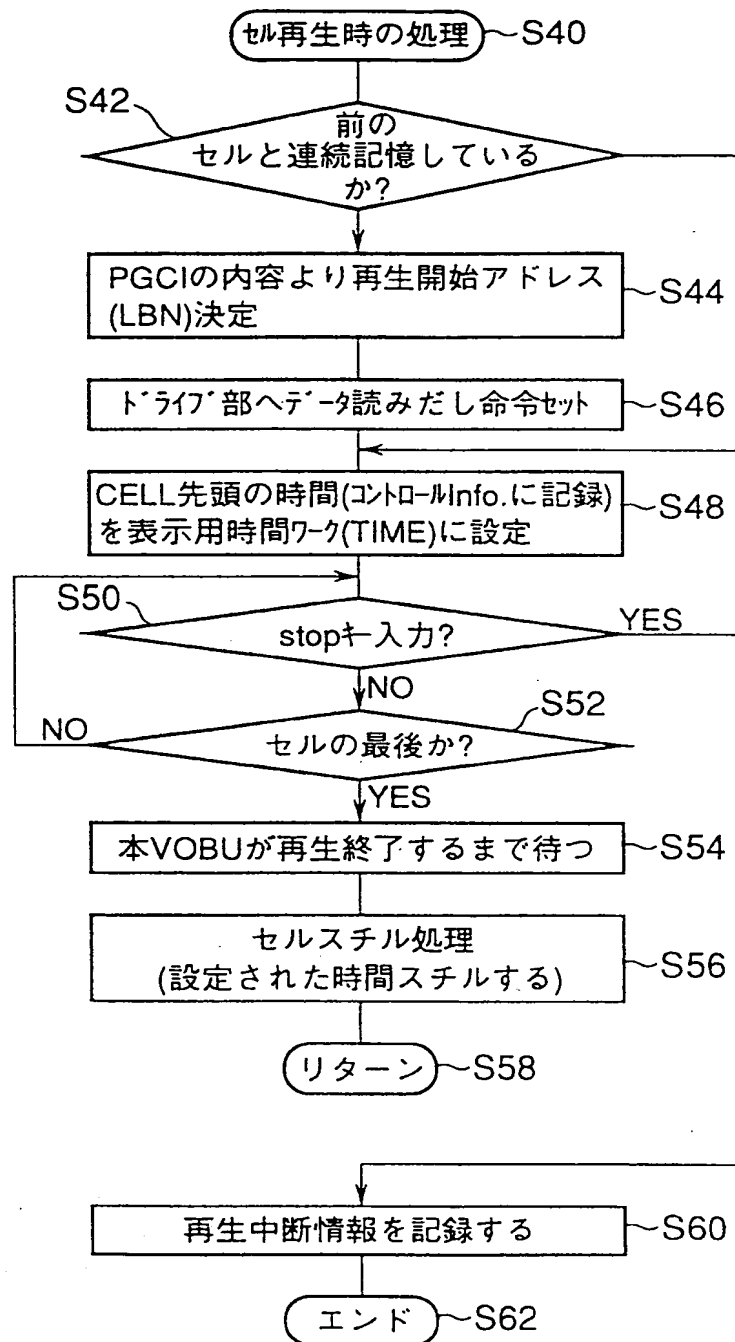 セル再生時の処理 S40
S42
前の
セルと連続記憶している
か?
PGCIの内容より再生開始アドレス
(LBN)決定
S44
ドライブ部へデータ読みだし命令セット S46
CELL先頭の時間(コントロールInfo.に記録)
を表示用時間ワーク(TIME)に設定
S48
S50
stopキー入力?
YES
NO
S52
セルの最後か?
NO
YES
本VOBUが再生終了するまで待つ S54
セルスチル処理
(設定された時間スチルする)
S56
リターン S58
再生中断情報を記録する S60
エンド S62